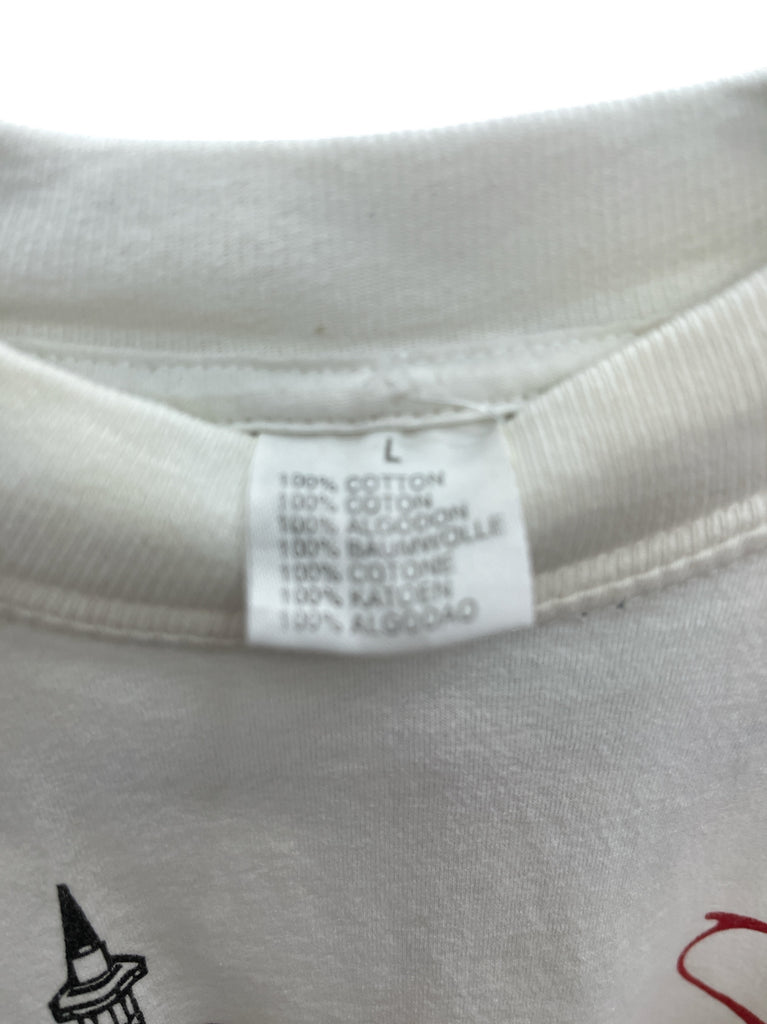 L
100% COTTON
100% COTON
100% ALGODON
100% BAUMWOLLE
100% COTONE
100% KATOEN
100% ALGODAO